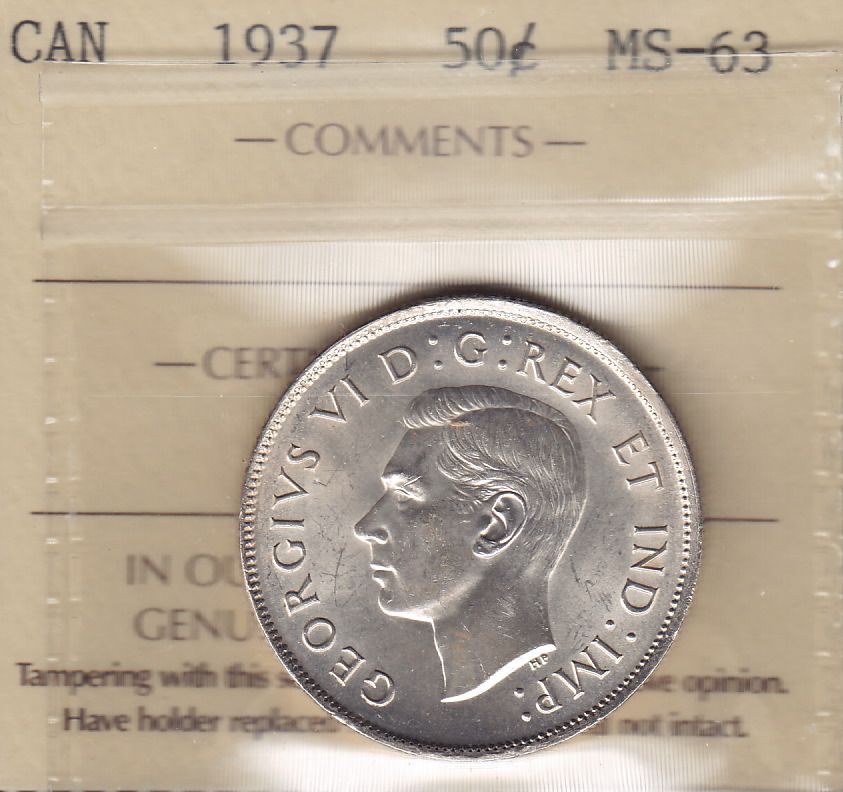 CAN 1937 50¢ MS-63
— COMMENTS —
GEORGIVS VI D:G:REX ET IND:IMP:
HP
IN OU
GENU
Tampering with this opinion.
Have holder replaced not intact.